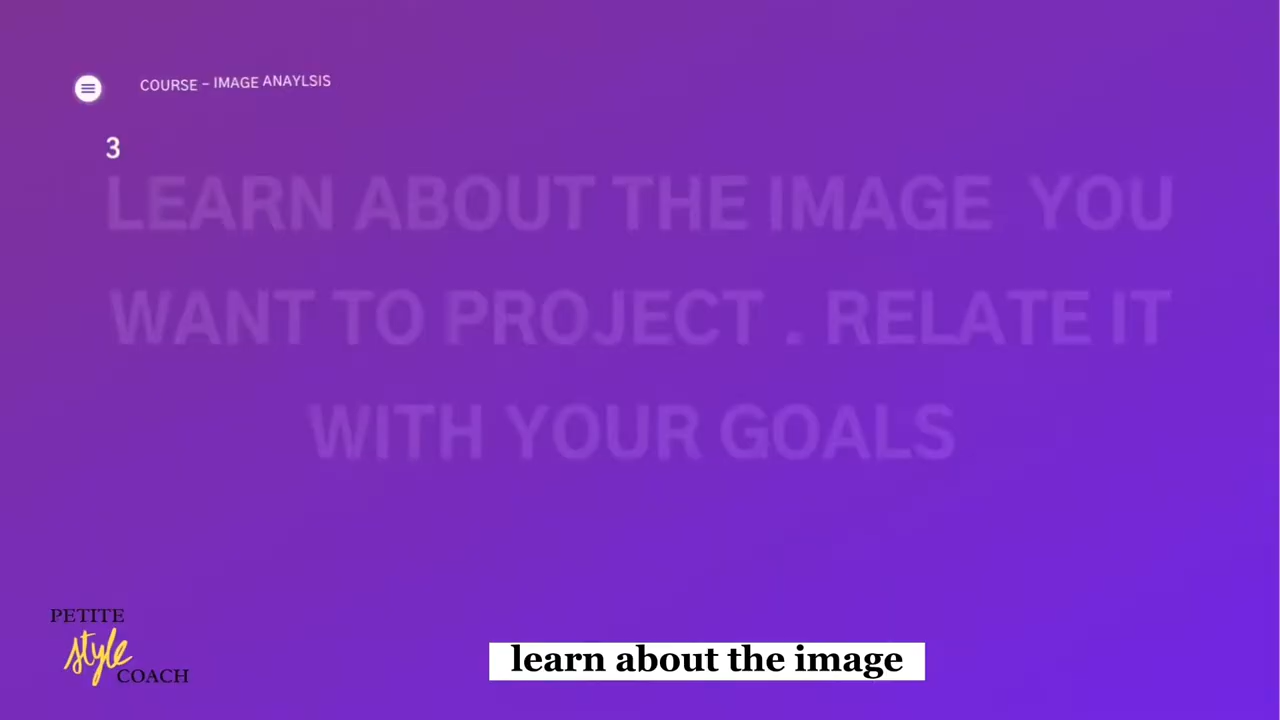 COURSE – IMAGE ANAYLSIS
3
LEARN ABOUT THE IMAGE YOU
WANT TO PROJECT . RELATE IT
WITH YOUR GOALS
PETITE
style
COACH
learn about the image